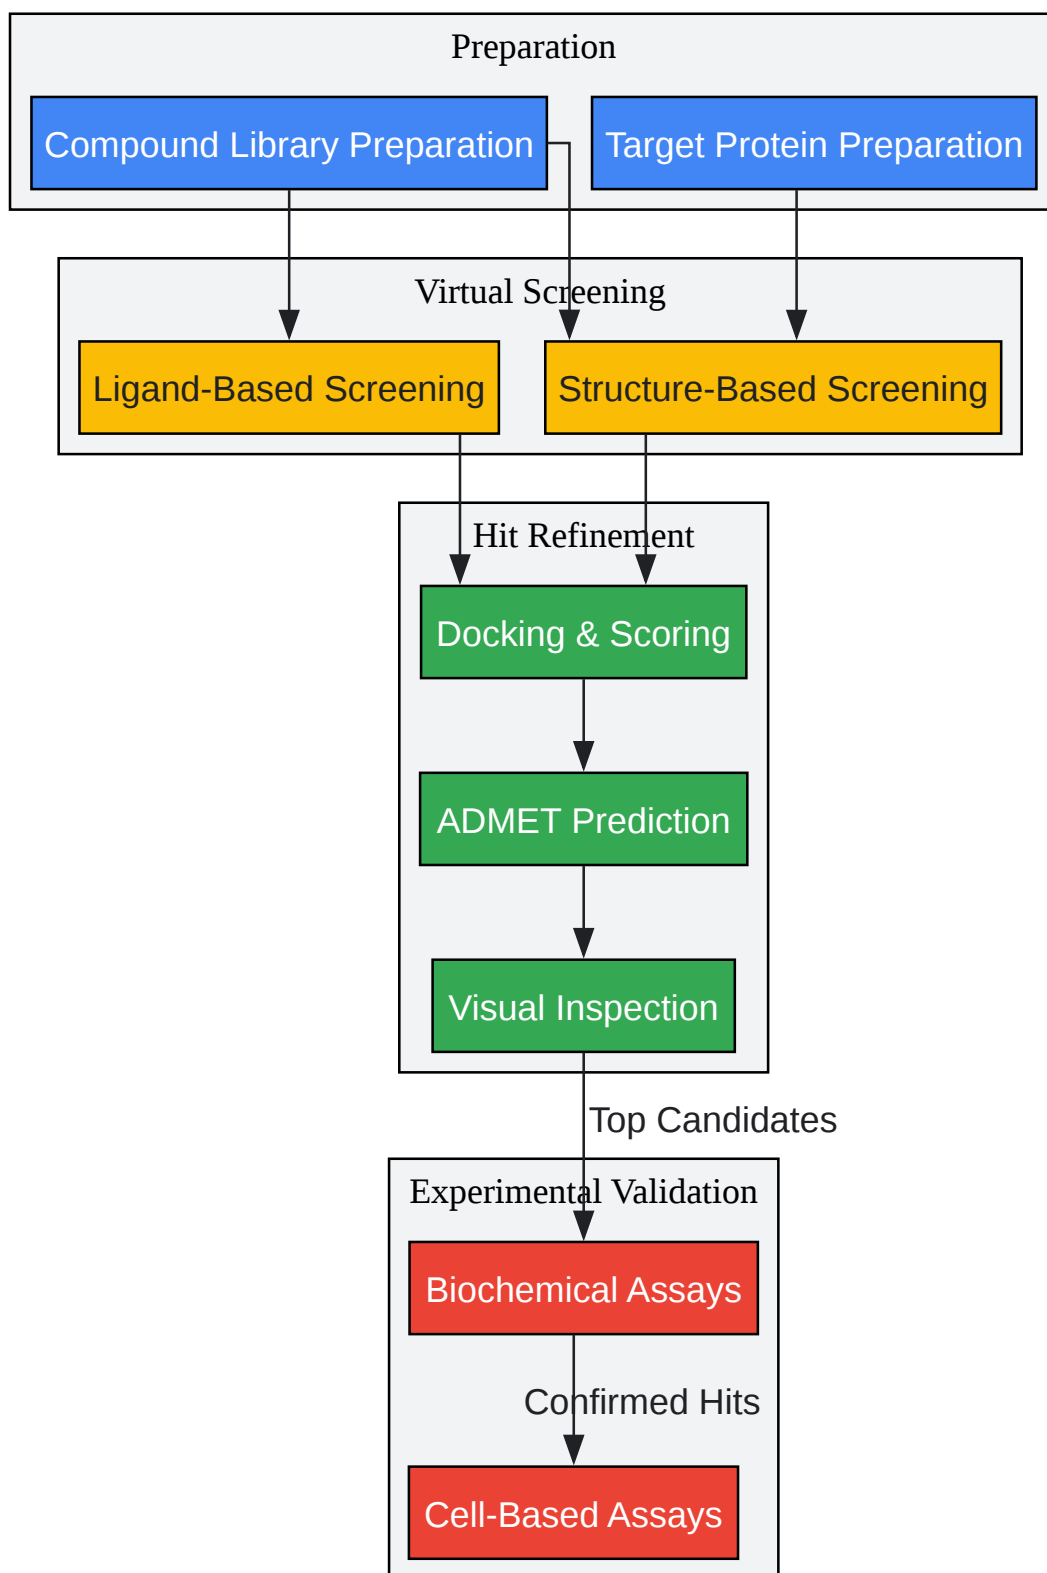 Preparation
Compound Library Preparation
Target Protein Preparation
Virtual Screening
Ligand-Based Screening
Structure-Based Screening
Hit Refinement
Docking & Scoring
ADMET Prediction
Visual Inspection
Top Candidates
Experimental Validation
Biochemical Assays
Confirmed Hits
Cell-Based Assays